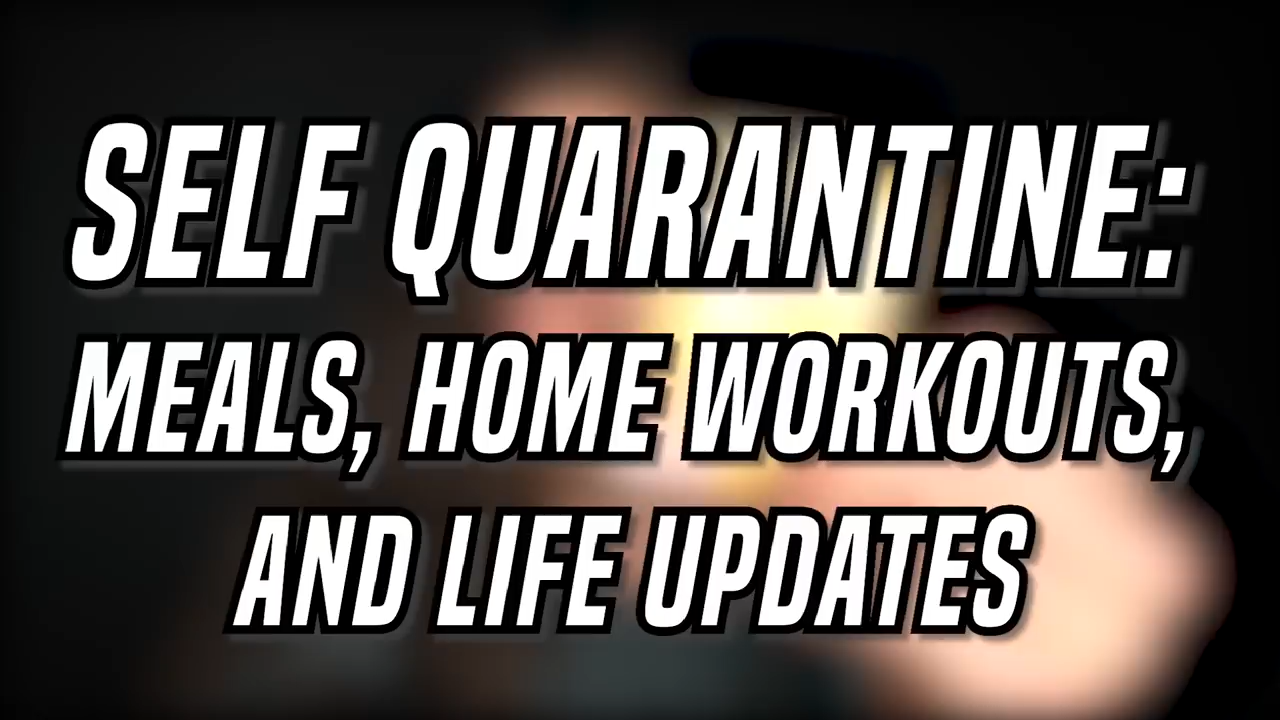 SELF QUARANTINE:
MEALS, HOME WORKOUTS,
AND LIFE UPDATES